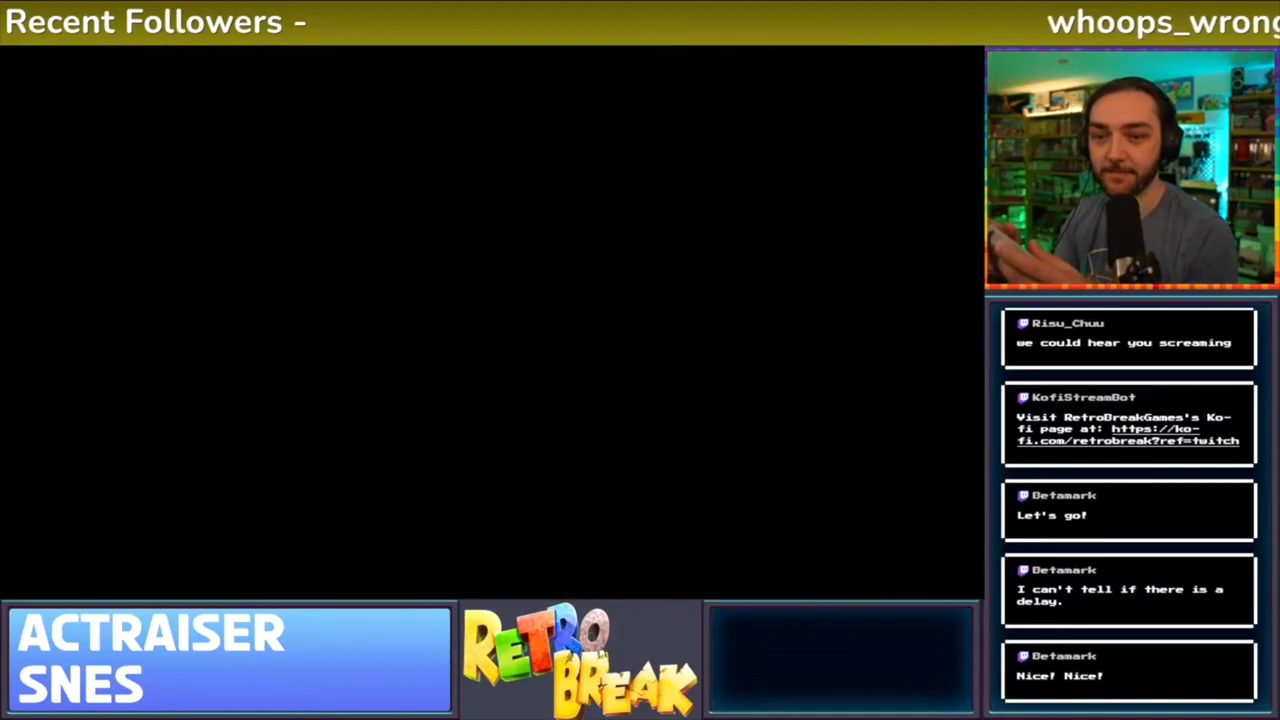 Recent Followers -
whoops_wrong
Risu_Chuu
we could hear you screaming
KofiStreamBot
Visit RetroBreakGames's Ko-
fi page at: https://ko-
fi.com/retrobreak?ref=twitch
Betamark
Let's go!
Betamark
I can't tell if there is a
delay.
Betamark
Nice! Nice!
ACTRAISER
SNES
RETRO
BREAK